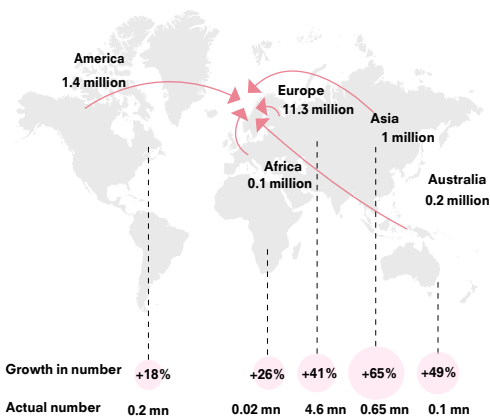 America
1.4 million
Europe
11.3 million
Asia
1 million
Africa
0.1 million
Australia
0.2 million
Growth in number +18% +26% +41% +65% +49%
Actual number 0.2 mn 0.02 mn 4.6 mn 0.65 mn 0.1 mn